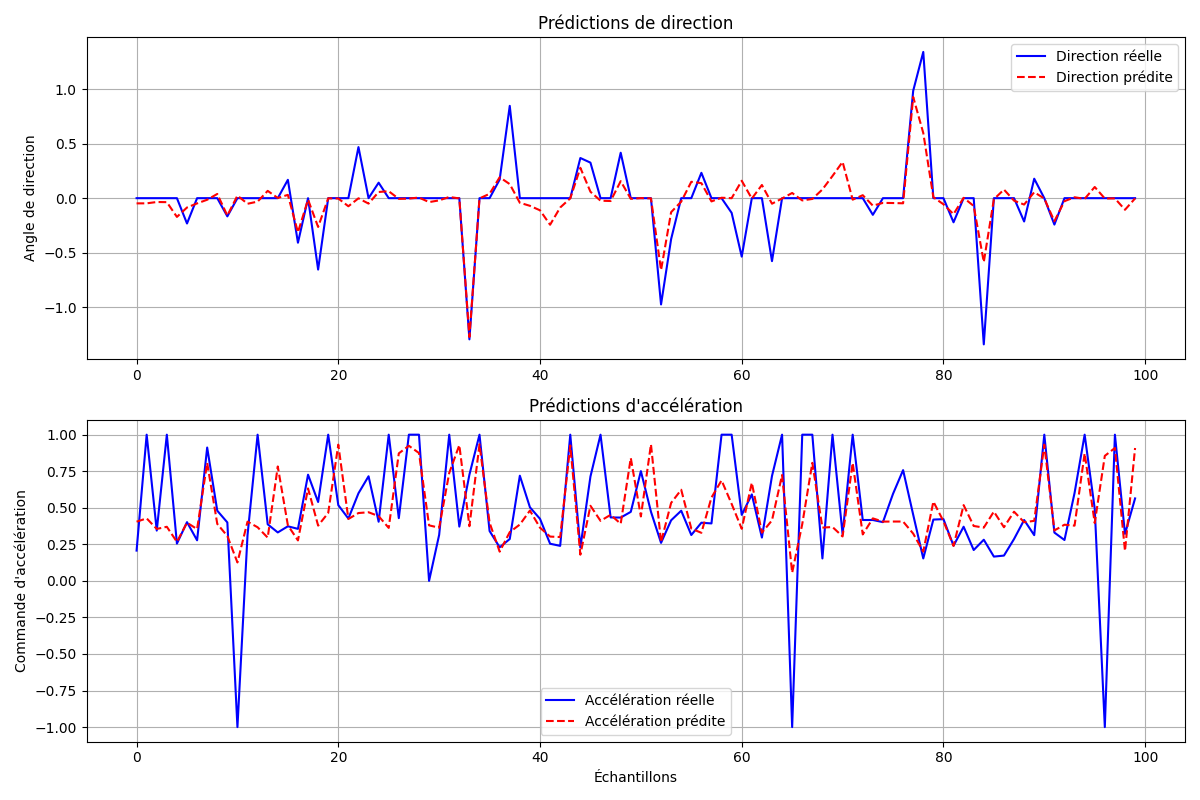 Prédictions de direction
Direction réelle
Direction prédite
Angle de direction
1.0
0.5
0.0
−0.5
−1.0
0
20
40
60
80
100
Prédictions d'accélération
Commande d'accélération
1.00
0.75
0.50
0.25
0.00
−0.25
−0.50
−0.75
−1.00
Accélération réelle
Accélération prédite
0
20
40
60
80
100
Échantillons